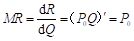 MR = dR/dQ = (P₀Q)' = P₀